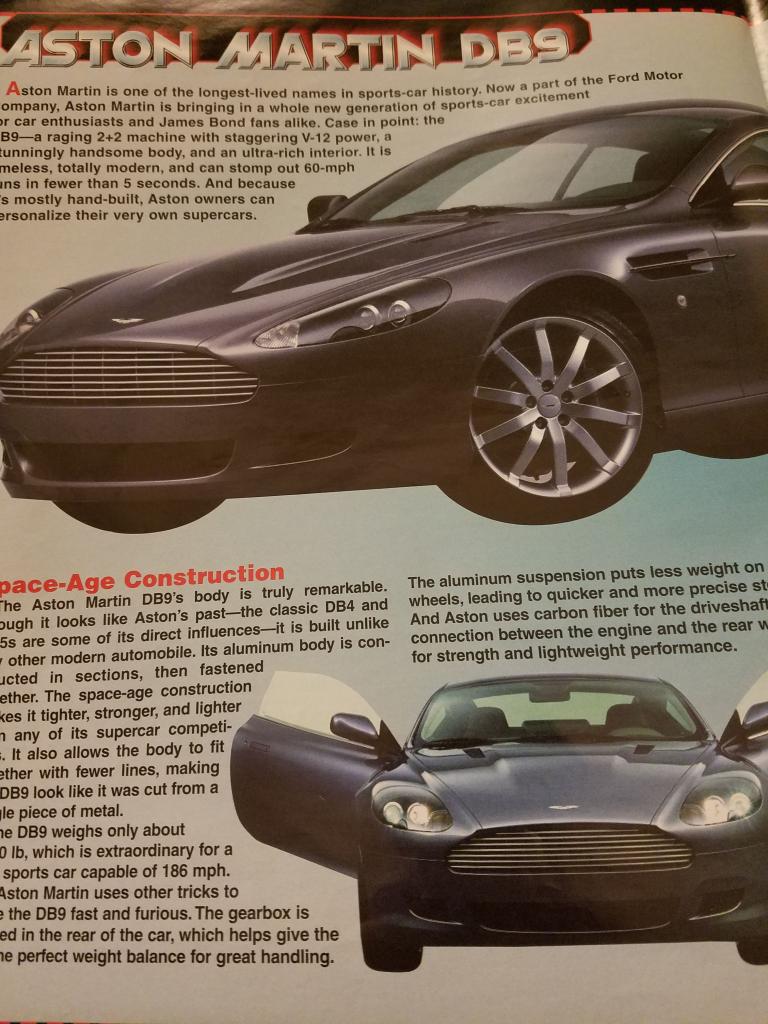 ASTON MARTIN DB9
Aston Martin is one of the longest-lived names in sports-car history. Now a part of the Ford Motor
ompany, Aston Martin is bringing in a whole new generation of sports-car excitement
or car enthusiasts and James Bond fans alike. Case in point: the
B9—a raging 2+2 machine with staggering V-12 power, a
tunningly handsome body, and an ultra-rich interior. It is
meless, totally modern, and can stomp out 60-mph
uns in fewer than 5 seconds. And because
's mostly hand-built, Aston owners can
ersonalize their very own supercars.
pace-Age Construction
The Aston Martin DB9's body is truly remarkable.
ough it looks like Aston's past—the classic DB4 and
5s are some of its direct influences—it is built unlike
y other modern automobile. Its aluminum body is con-
ucted in sections, then fastened
ether. The space-age construction
kes it tighter, stronger, and lighter
n any of its supercar competi-
s. It also allows the body to fit
ether with fewer lines, making
DB9 look like it was cut from a
gle piece of metal.
he DB9 weighs only about
0 lb, which is extraordinary for a
sports car capable of 186 mph.
Aston Martin uses other tricks to
e the DB9 fast and furious. The gearbox is
ed in the rear of the car, which helps give the
ne perfect weight balance for great handling.
The aluminum suspension puts less weight on
wheels, leading to quicker and more precise st
And Aston uses carbon fiber for the driveshaft
connection between the engine and the rear w
for strength and lightweight performance.